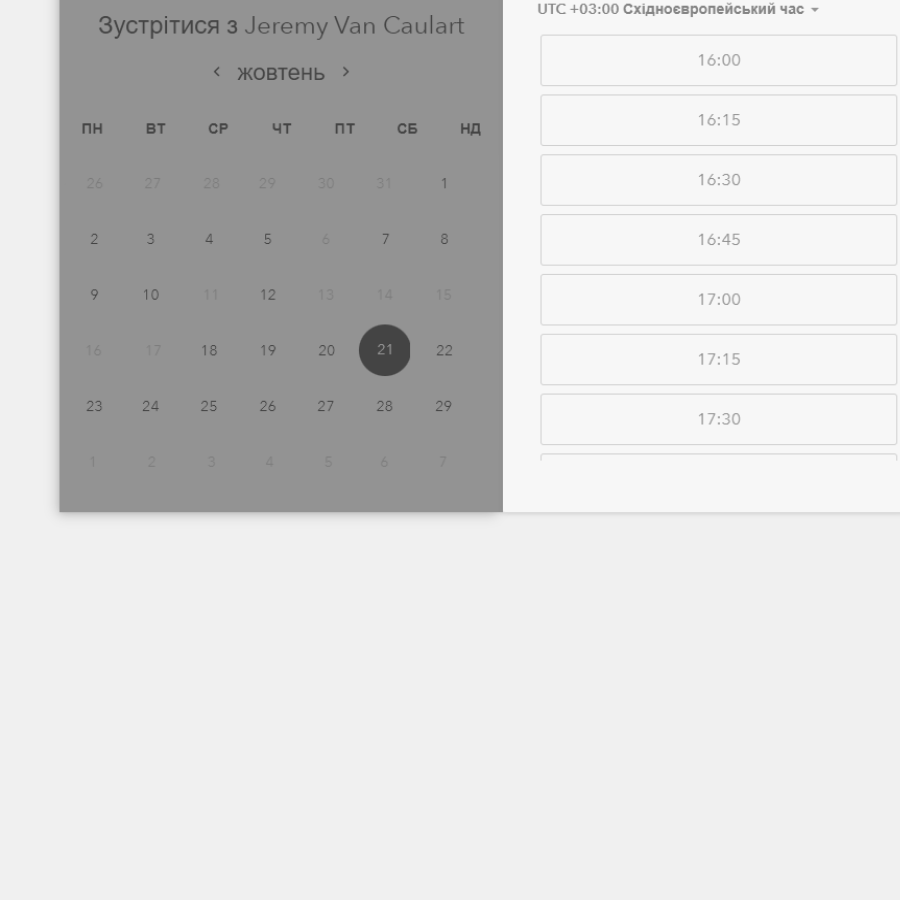 Зустрітися з Jeremy Van Caulart
‹ жовтень ›
ПН ВТ СР ЧТ ПТ СБ НД
26 27 28 29 30 31 1
2 3 4 5 6 7 8
9 10 11 12 13 14 15
16 17 18 19 20 21 22
23 24 25 26 27 28 29
1 2 3 4 5 6 7
UTC +03:00 Східноєвропейський час
16:00
16:15
16:30
16:45
17:00
17:15
17:30